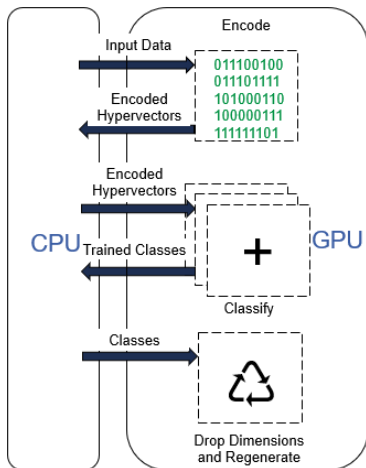 Encode
Input Data
011100100
011101111
101000110
100000111
111111101
Encoded
Hypervectors
Encoded
Hypervectors
CPU
GPU
+
Trained Classes
Classify
Classes
Drop Dimensions
and Regenerate